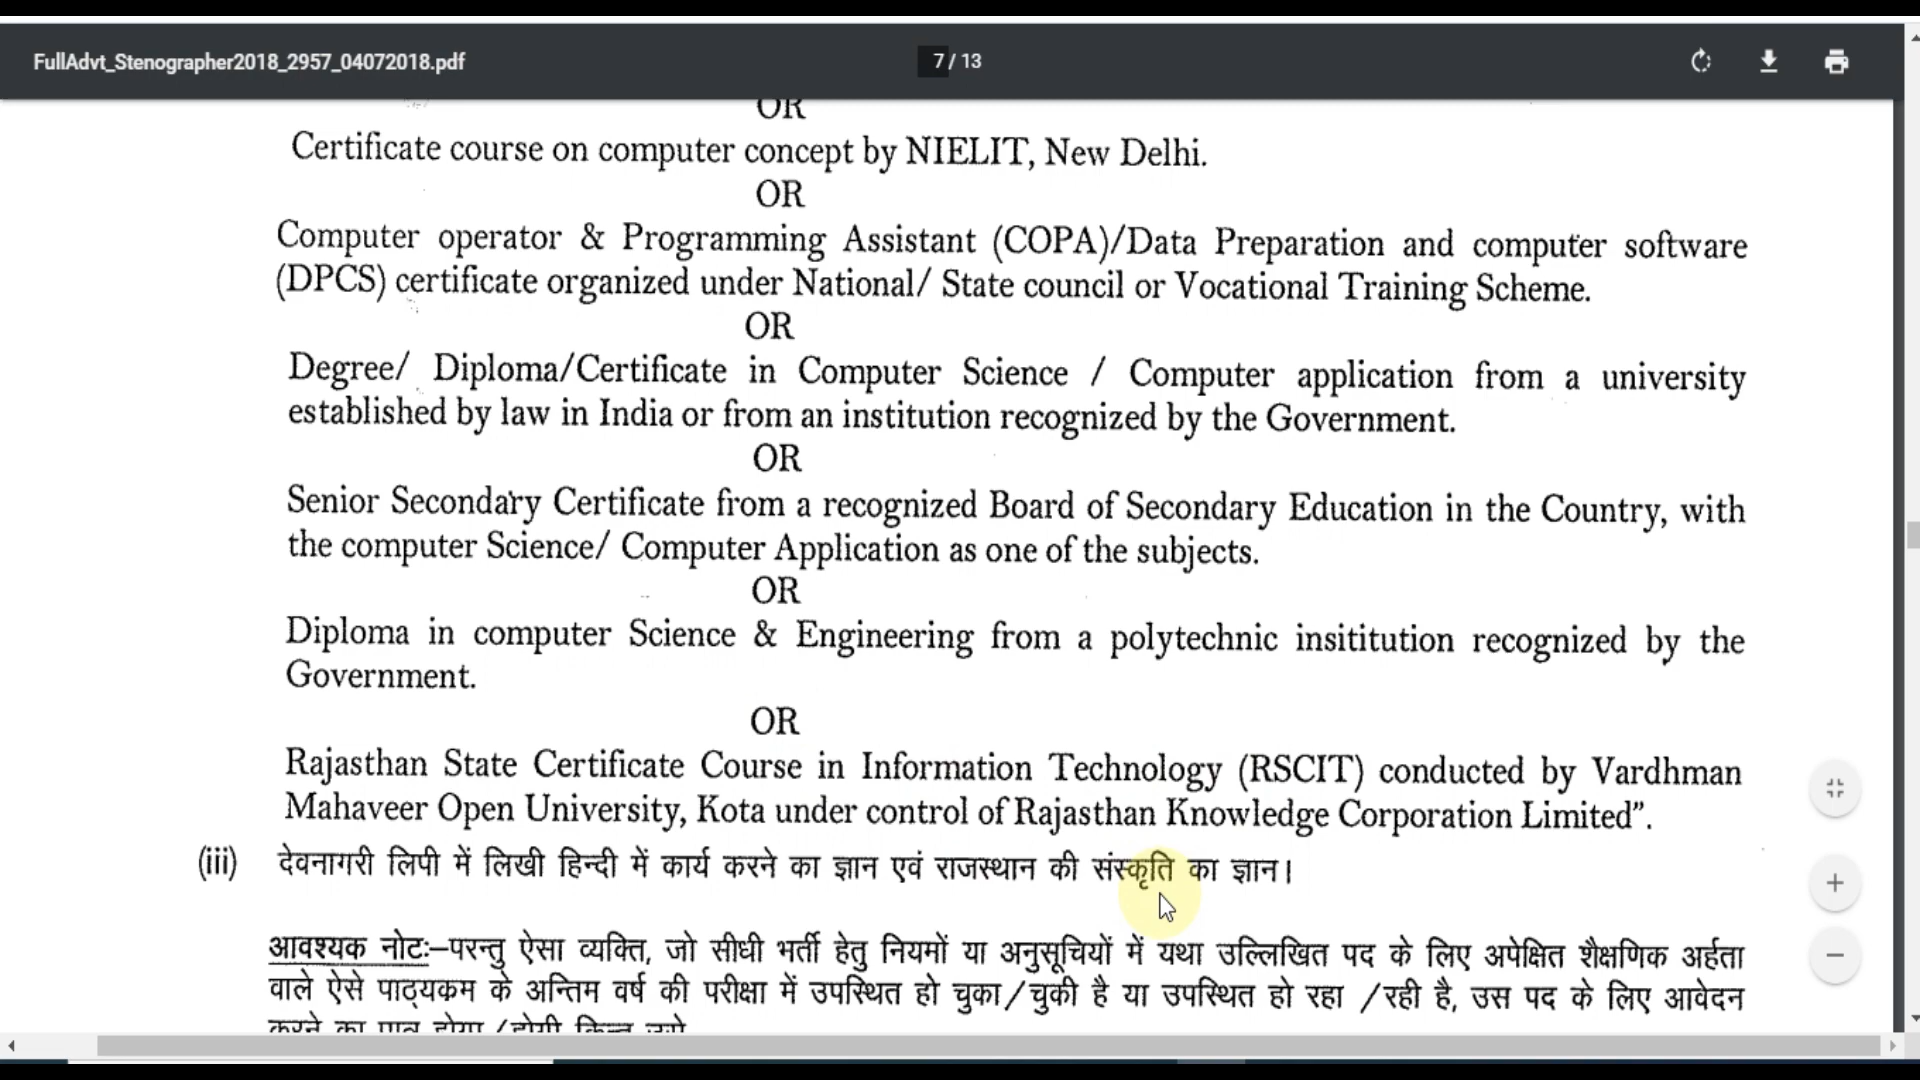 FullAdvt_Stenographer2018_2957_04072018.pdf
7 / 13
OR
Certificate course on computer concept by NIELIT, New Delhi.
OR
Computer operator & Programming Assistant (COPA)/Data Preparation and computer software
(DPCS) certificate organized under National/ State council or Vocational Training Scheme.
OR
Degree/ Diploma/Certificate in Computer Science / Computer application from a university
established by law in India or from an institution recognized by the Government.
OR
Senior Secondary Certificate from a recognized Board of Secondary Education in the Country, with
the computer Science/ Computer Application as one of the subjects.
OR
Diploma in computer Science & Engineering from a polytechnic insititution recognized by the
Government.
OR
Rajasthan State Certificate Course in Information Technology (RSCIT) conducted by Vardhman
Mahaveer Open University, Kota under control of Rajasthan Knowledge Corporation Limited”.
(iii) देवनागरी लिपी में लिखी हिन्दी में कार्य करने का ज्ञान एवं राजस्थान की संस्कृति का ज्ञान।
आवश्यक नोटः–परन्तु ऐसा व्यक्ति, जो सीधी भर्ती हेतु नियमों या अनुसूचियों में यथा उल्लिखित पद के लिए अपेक्षित शैक्षणिक अर्हता
वाले ऐसे पाठ्यकम के अन्तिम वर्ष की परीक्षा में उपस्थित हो चुका/चुकी है या उपस्थित हो रहा /रही है, उस पद के लिए आवेदन
करने का पात्र होगा/होगी किन्तु उसे